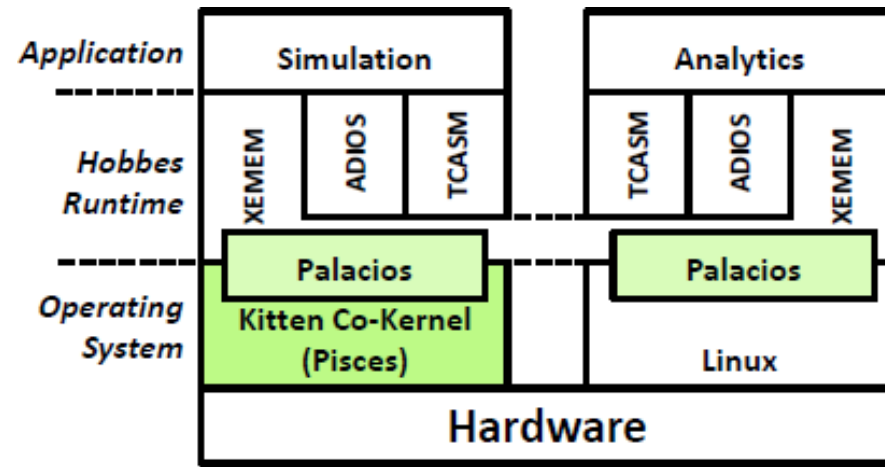 Application
Simulation
Analytics
Hobbes
Runtime
XEMEM
ADIOS
TCASM
TCASM
ADIOS
XEMEM
Palacios
Palacios
Operating
System
Kitten Co-Kernel
(Pisces)
Linux
Hardware